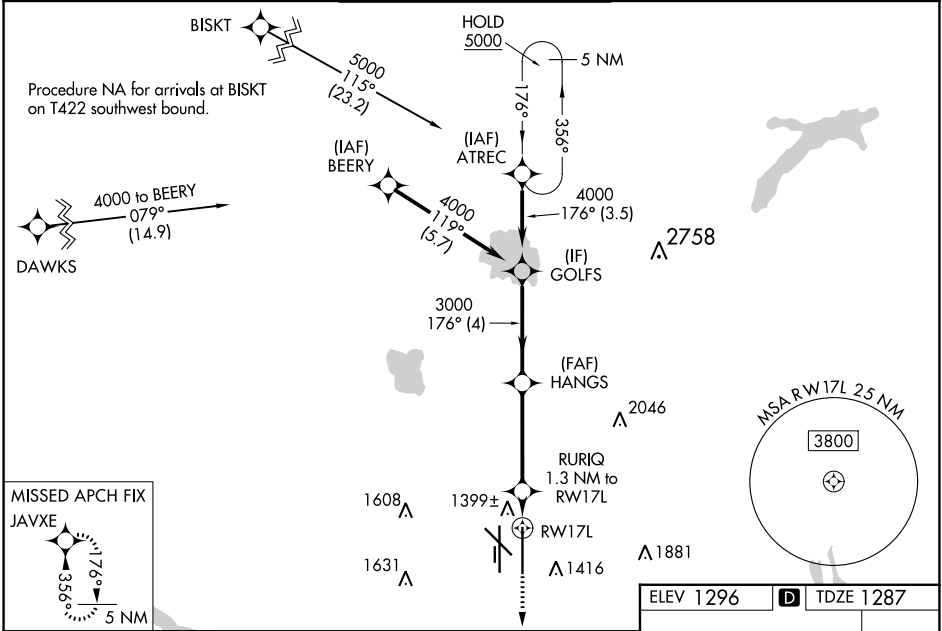 BISKT
5000
115°
(23.2)
HOLD
5000
5 NM
176°
356°
Procedure NA for arrivals at BISKT
on T422 southwest bound.
(IAF)
ATREC
(IAF)
BEERY
4000
119°
(5.7)
4000
176° (3.5)
4000 to BEERY
079°
(14.9)
DAWKS
(IF)
GOLFS
2758
3000
176° (4)
(FAF)
HANGS
2046
MSA RW17L 25 NM
3800
RURIQ
1.3 NM to
RW17L
1608
1399±
RW17L
1631
1416
1881
MISSED APCH FIX
JAVXE
176°
356°
5 NM
ELEV 1296 D TDZE 1287